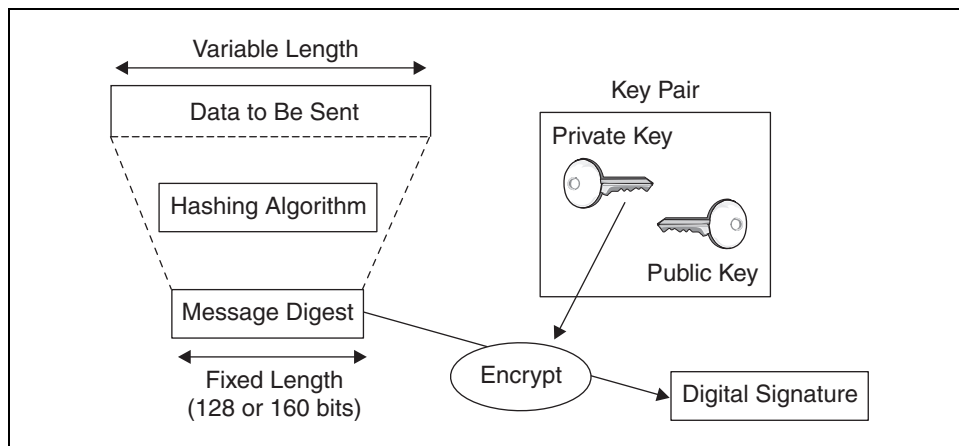 Variable Length
Data to Be Sent
Hashing Algorithm
Message Digest
Fixed Length
(128 or 160 bits)
Key Pair
Private Key
Public Key
Encrypt
Digital Signature